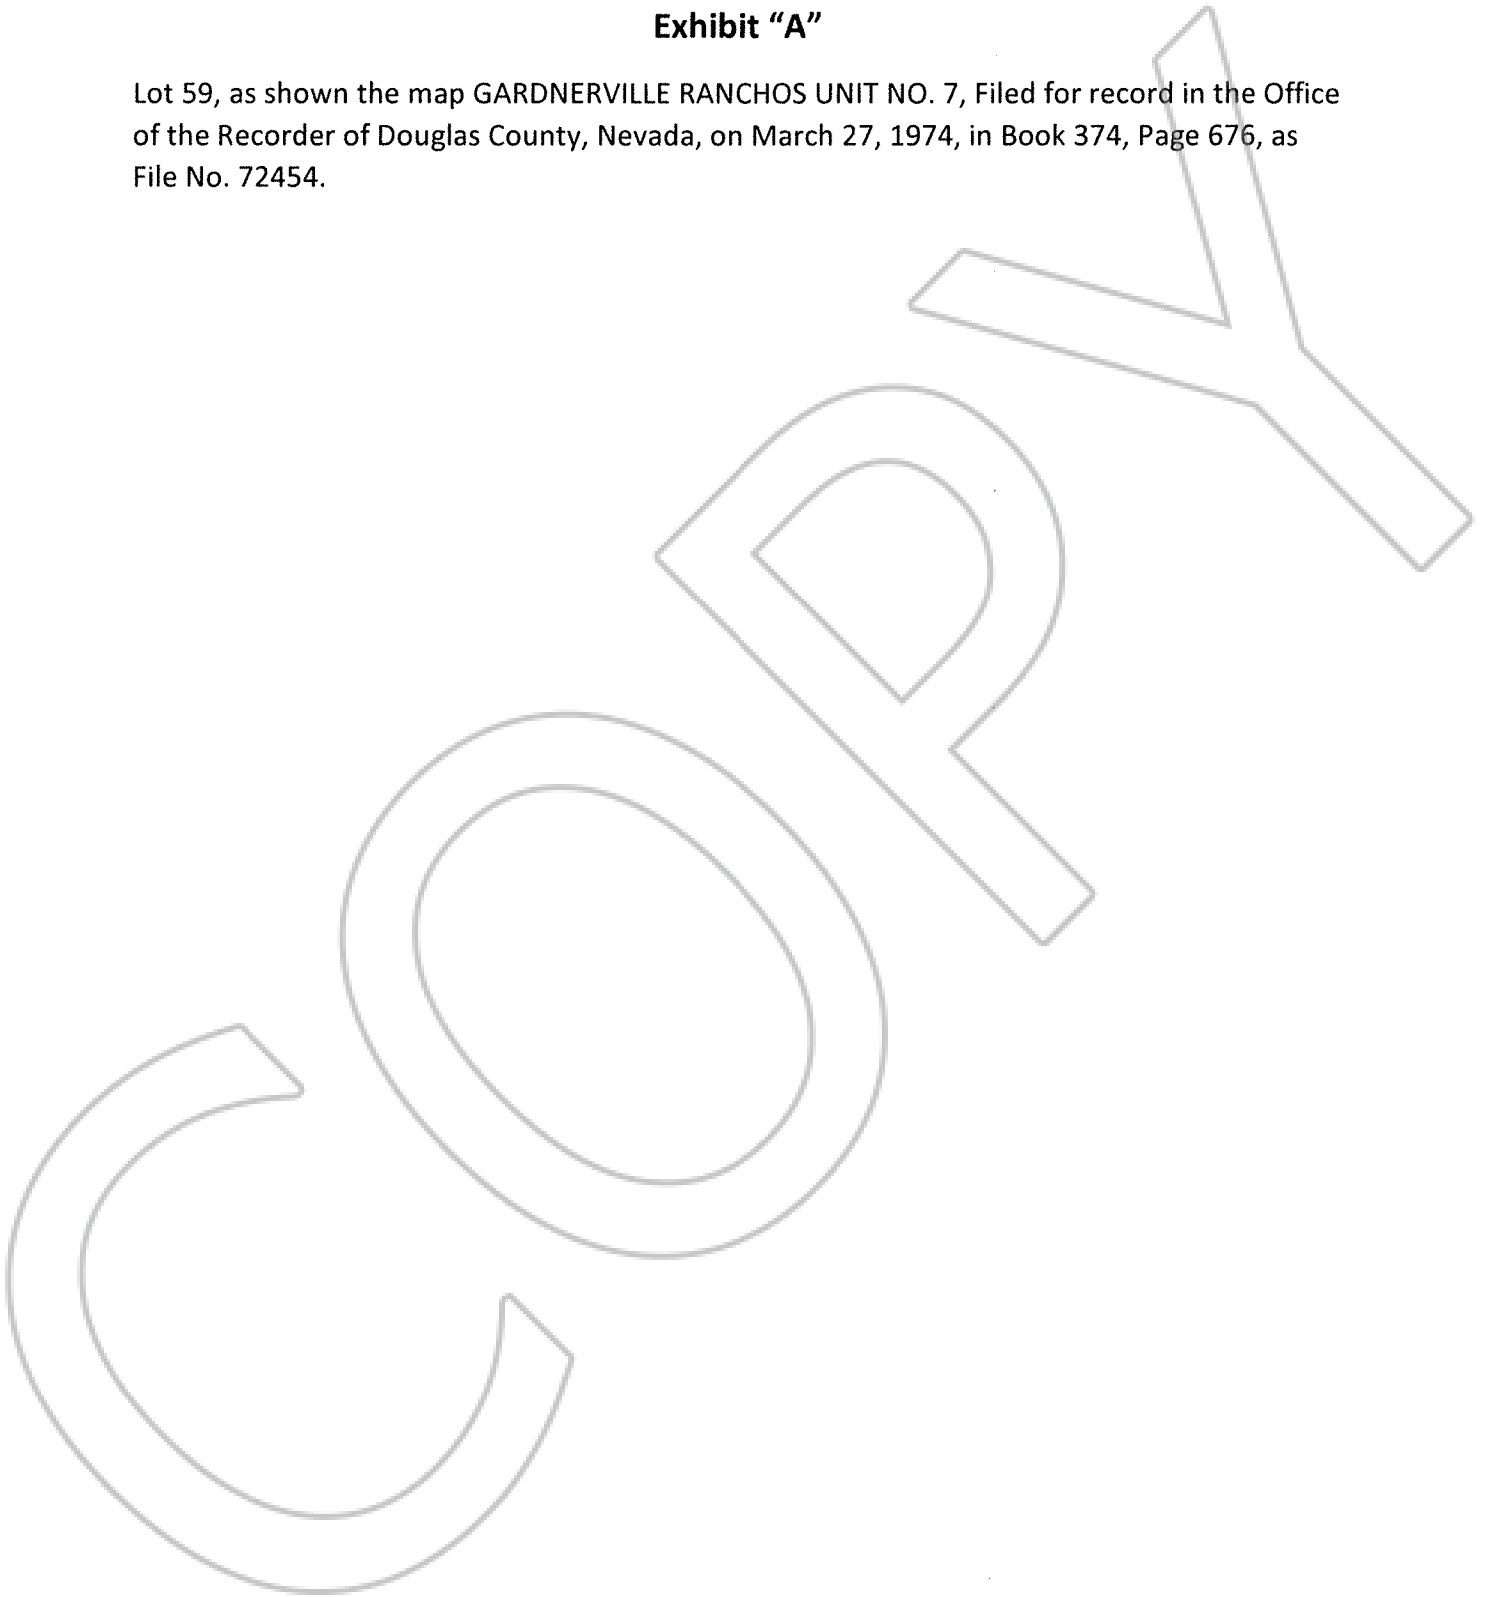 Exhibit “A”
Lot 59, as shown the map GARDNERVILLE RANCHOS UNIT NO. 7, Filed for record in the Office
of the Recorder of Douglas County, Nevada, on March 27, 1974, in Book 374, Page 676, as
File No. 72454.
COPY